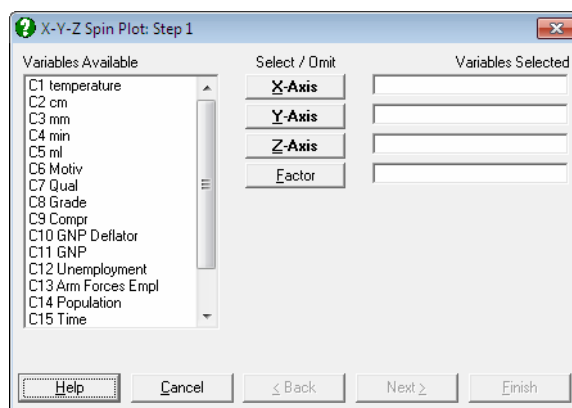 X-Y-Z Spin Plot: Step 1
Variables Available
Select / Omit
Variables Selected
C1 temperature
C2 cm
C3 mm
C4 min
C5 ml
C6 Motiv
C7 Qual
C8 Grade
C9 Compr
C10 GNP Deflator
C11 GNP
C12 Unemployment
C13 Arm Forces Empl
C14 Population
C15 Time
X-Axis
Y-Axis
Z-Axis
Factor
Help
Cancel
< Back
Next >
Finish